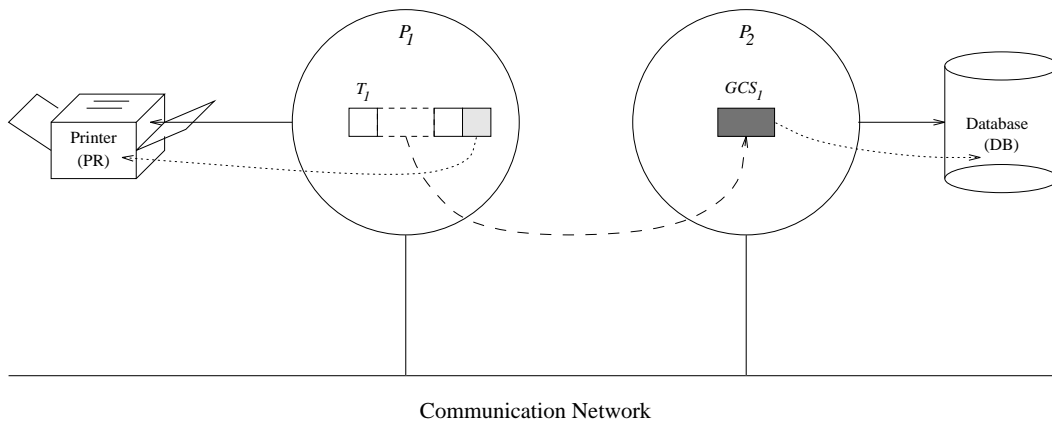 P1
P2
T1
GCS1
Printer
(PR)
Database
(DB)
Communication Network